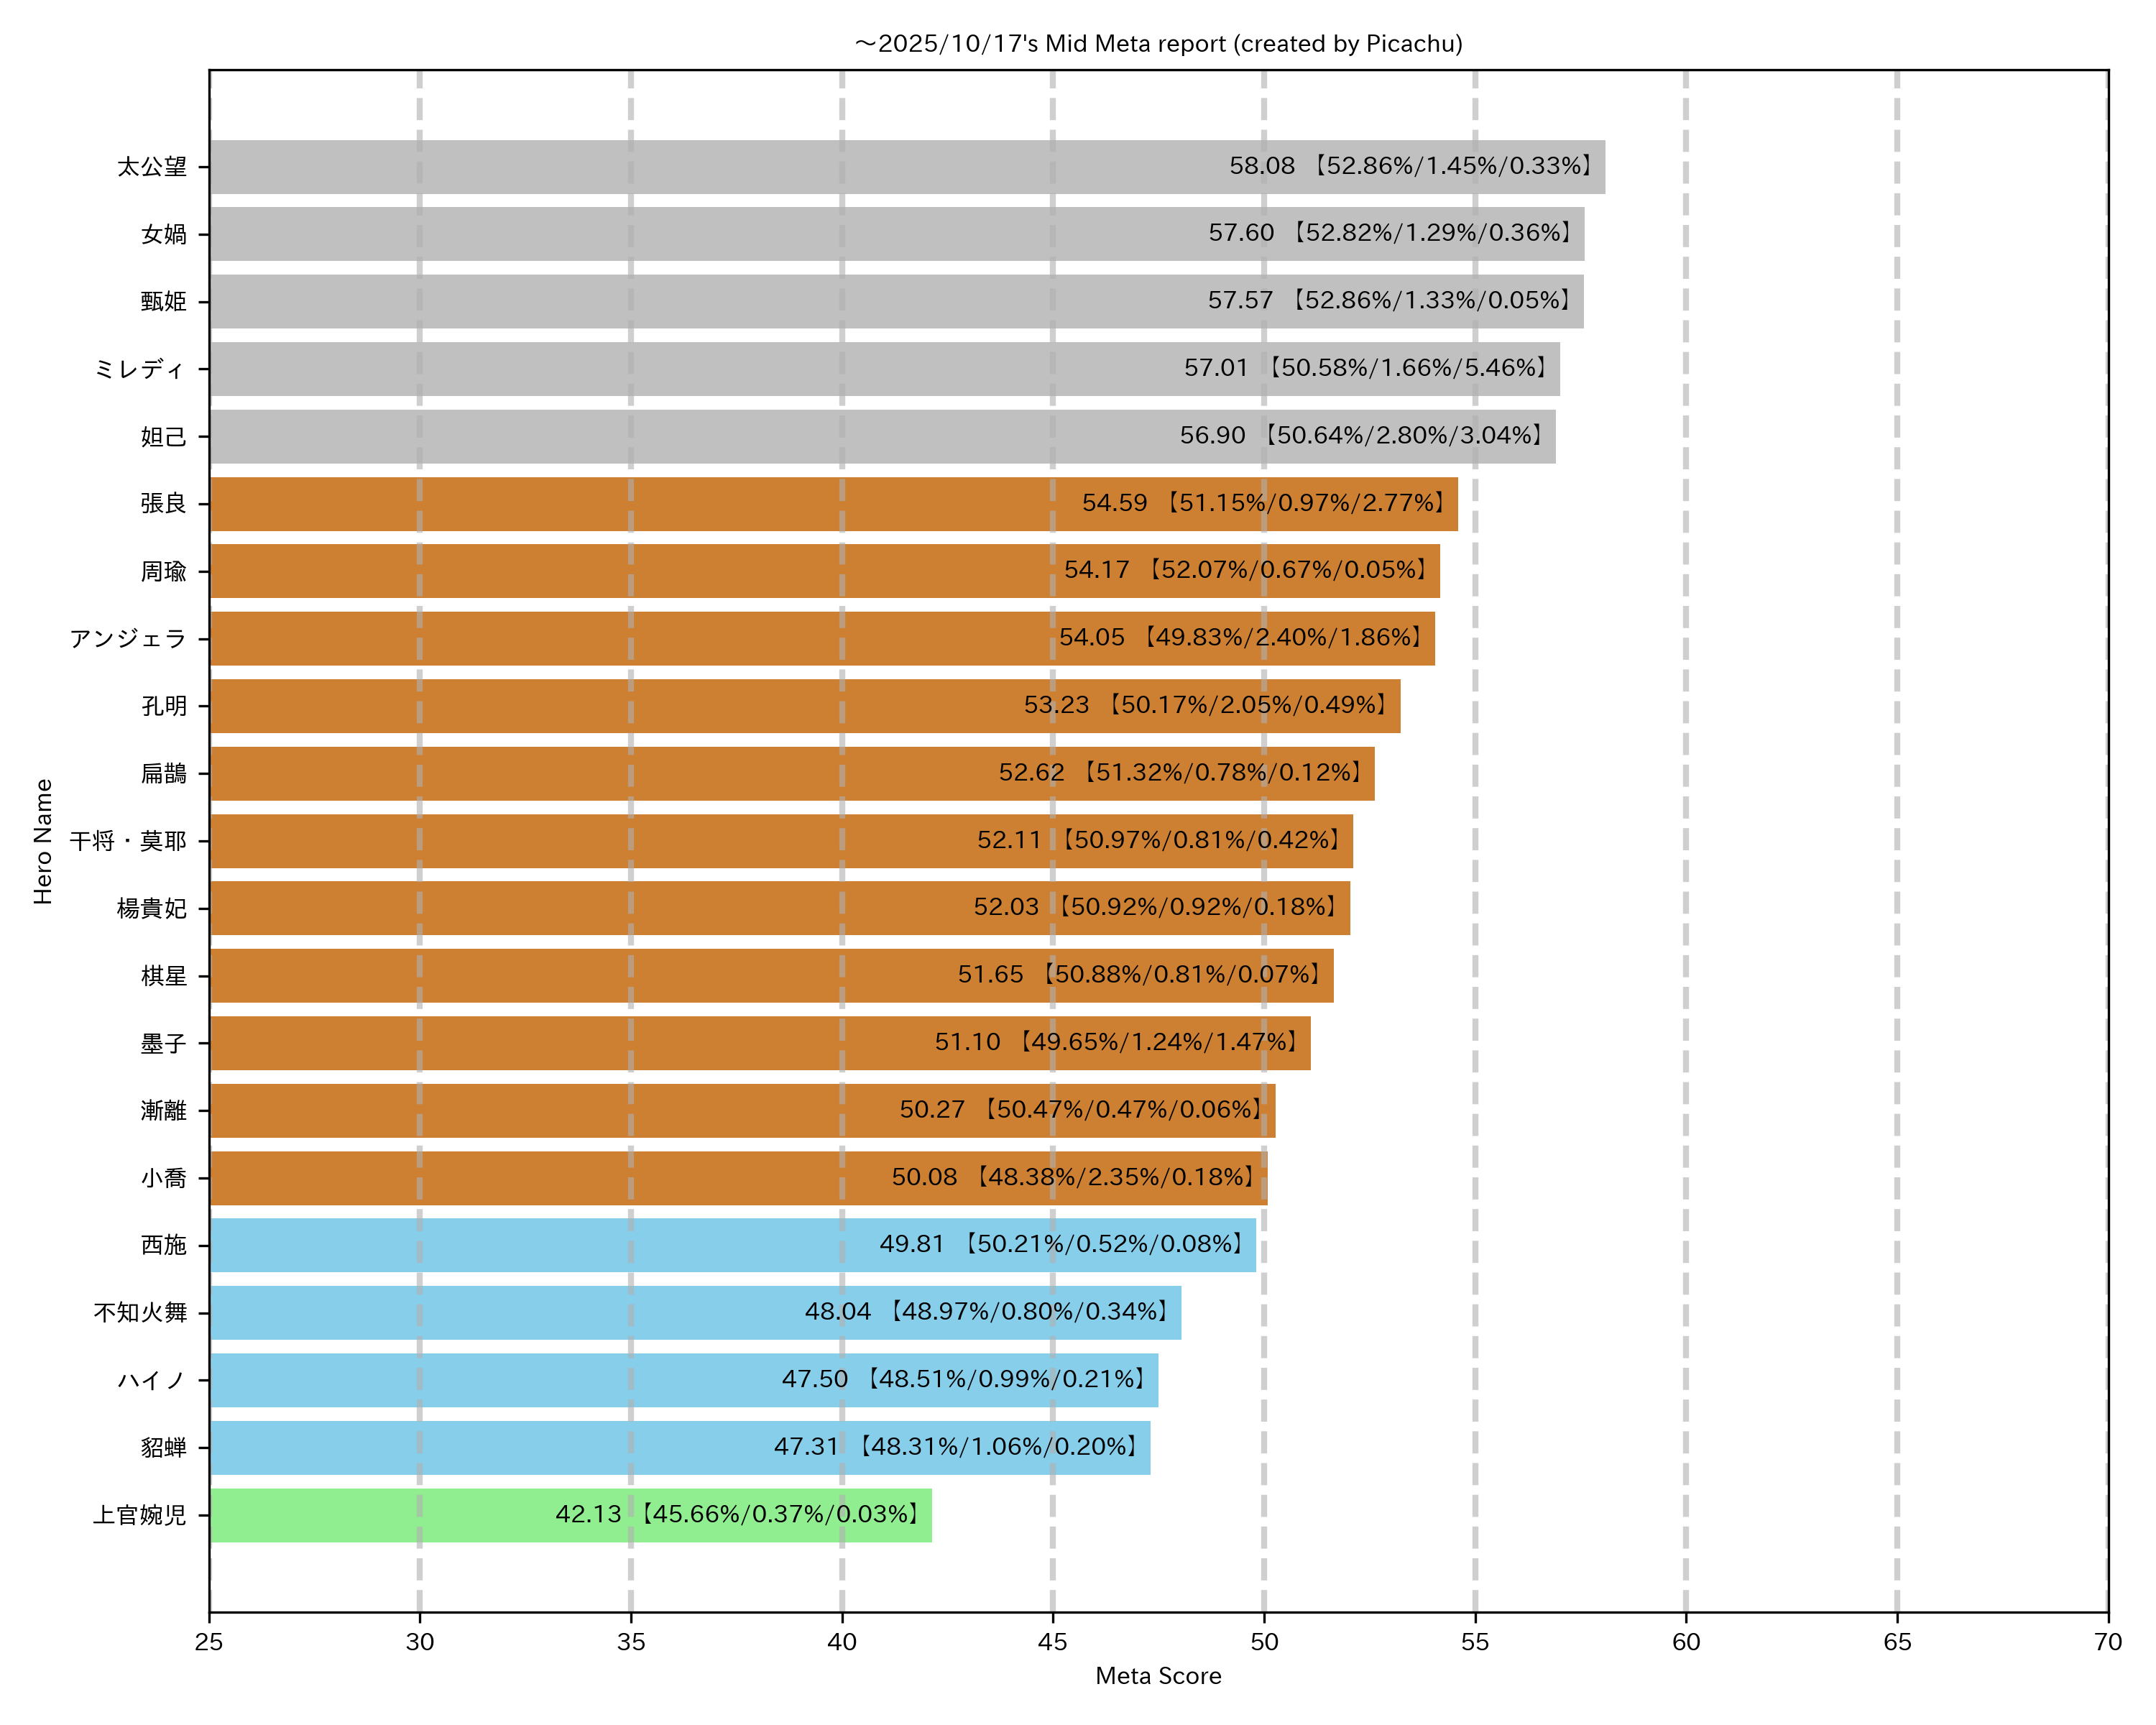 ～2025/10/17's Mid Meta report (created by Picachu)
太公望 58.08 【52.86%/1.45%/0.33%】
女媧 57.60 【52.82%/1.29%/0.36%】
甄姫 57.57 【52.86%/1.33%/0.05%】
ミレディ 57.01 【50.58%/1.66%/5.46%】
妲己 56.90 【50.64%/2.80%/3.04%】
張良 54.59 【51.15%/0.97%/2.77%】
周瑜 54.17 【52.07%/0.67%/0.05%】
アンジェラ 54.05 【49.83%/2.40%/1.86%】
孔明 53.23 【50.17%/2.05%/0.49%】
扁鵲 52.62 【51.32%/0.78%/0.12%】
干将・莫耶 52.11 【50.97%/0.81%/0.42%】
楊貴妃 52.03 【50.92%/0.92%/0.18%】
棋星 51.65 【50.88%/0.81%/0.07%】
墨子 51.10 【49.65%/1.24%/1.47%】
漸離 50.27 【50.47%/0.47%/0.06%】
小喬 50.08 【48.38%/2.35%/0.18%】
西施 49.81 【50.21%/0.52%/0.08%】
不知火舞 48.04 【48.97%/0.80%/0.34%】
ハイノ 47.50 【48.51%/0.99%/0.21%】
貂蝉 47.31 【48.31%/1.06%/0.20%】
上官婉児 42.13 【45.66%/0.37%/0.03%】
Hero Name
25 30 35 40 45 50 55 60 65 70
Meta Score